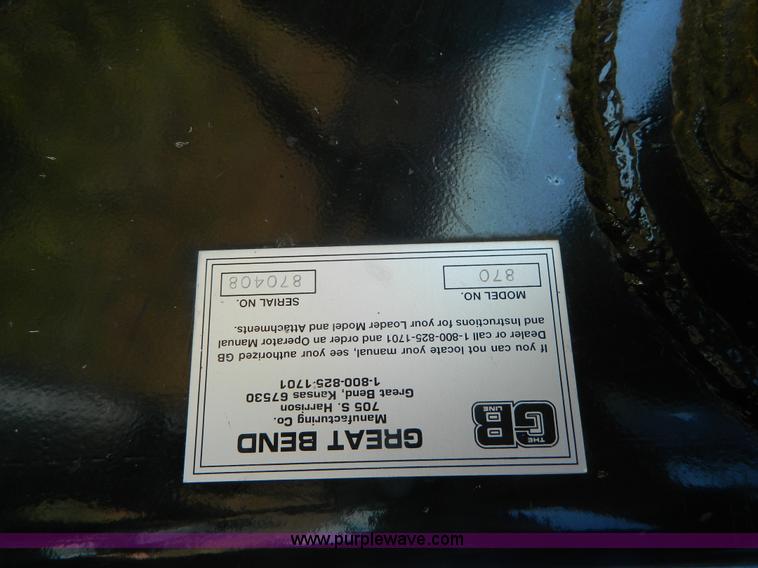 THE
GB
LINE
GREAT BEND
Manufacturing Co.
705 S. Harrison
Great Bend, Kansas 67530
1-800-825-1701
If you can not locate your manual, see your authorized GB
Dealer or call 1-800-825-1701 and order an Operator Manual
and Instructions for your Loader Model and Attachments.
MODEL NO.
870
SERIAL NO.
870408
www.purplewave.com